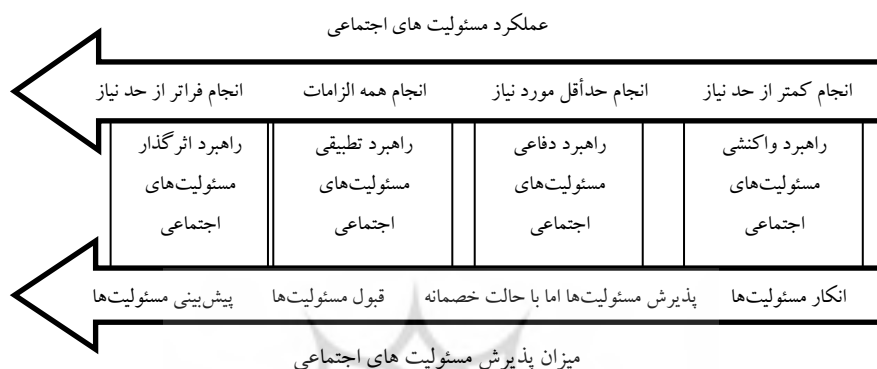 عملکرد مسئولیت های اجتماعی
انجام کمتر از حد نیاز انجام حدأقل مورد نیاز انجام همه الزامات انجام فراتر از حد نیاز
راهبرد واکنشی راهبرد دفاعی راهبرد تطبیقی راهبرد اثرگذار
مسئولیت‌های مسئولیت‌های مسئولیت‌های مسئولیت‌های
اجتماعی اجتماعی اجتماعی اجتماعی
انکار مسئولیت‌ها پذیرش مسئولیت‌ها اما با حالت خصمانه قبول مسئولیت‌ها پیش‌بینی مسئولیت‌ها
میزان پذیرش مسئولیت های اجتماعی